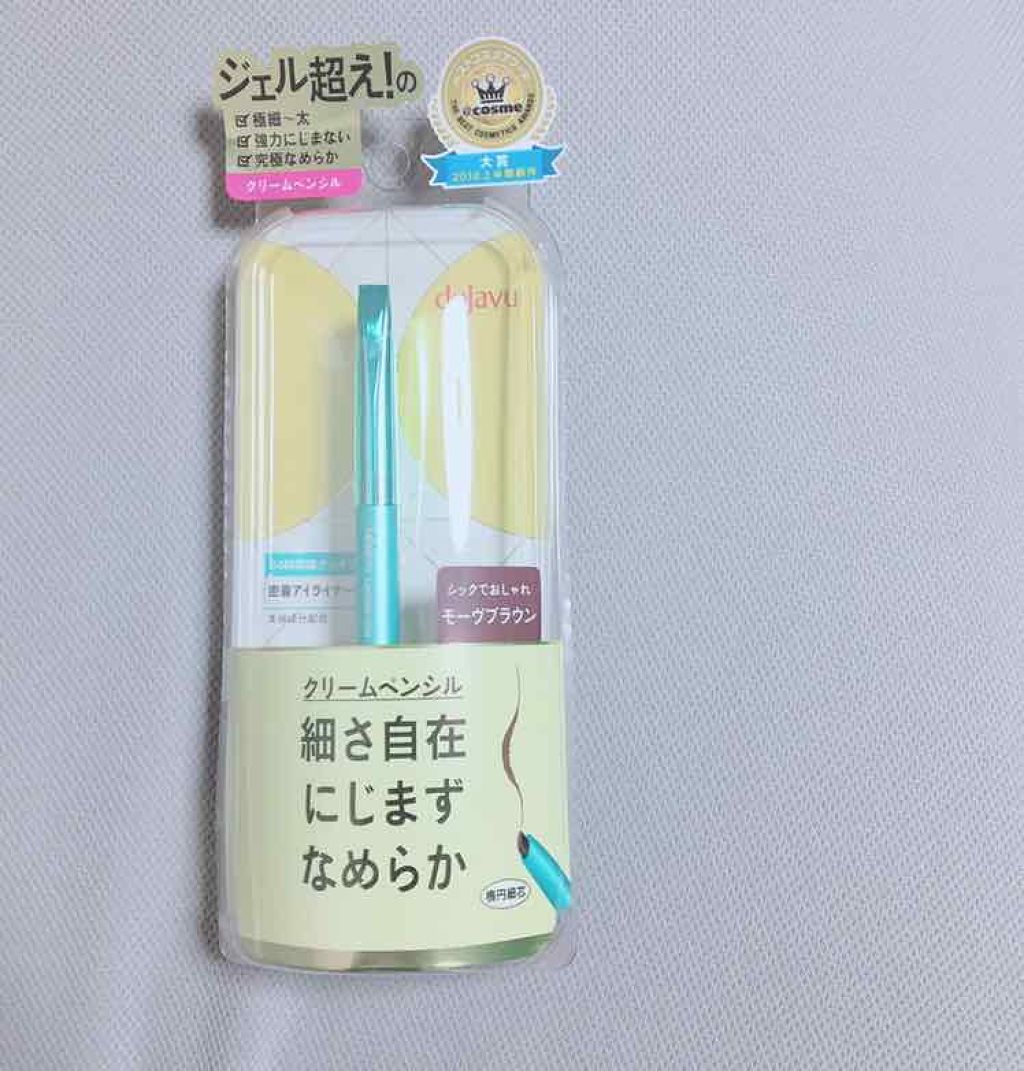 ジェル超え!の
極細〜太
強力にじまない
究極なめらか
クリームペンシル
@cosme
THE BEST COSMETICS AWARDS
大賞
dejavu
密着アイライナー
シックでおしゃれ
モーヴブラウン
クリームペンシル
細さ自在
にじまず
なめらか
楕円細芯